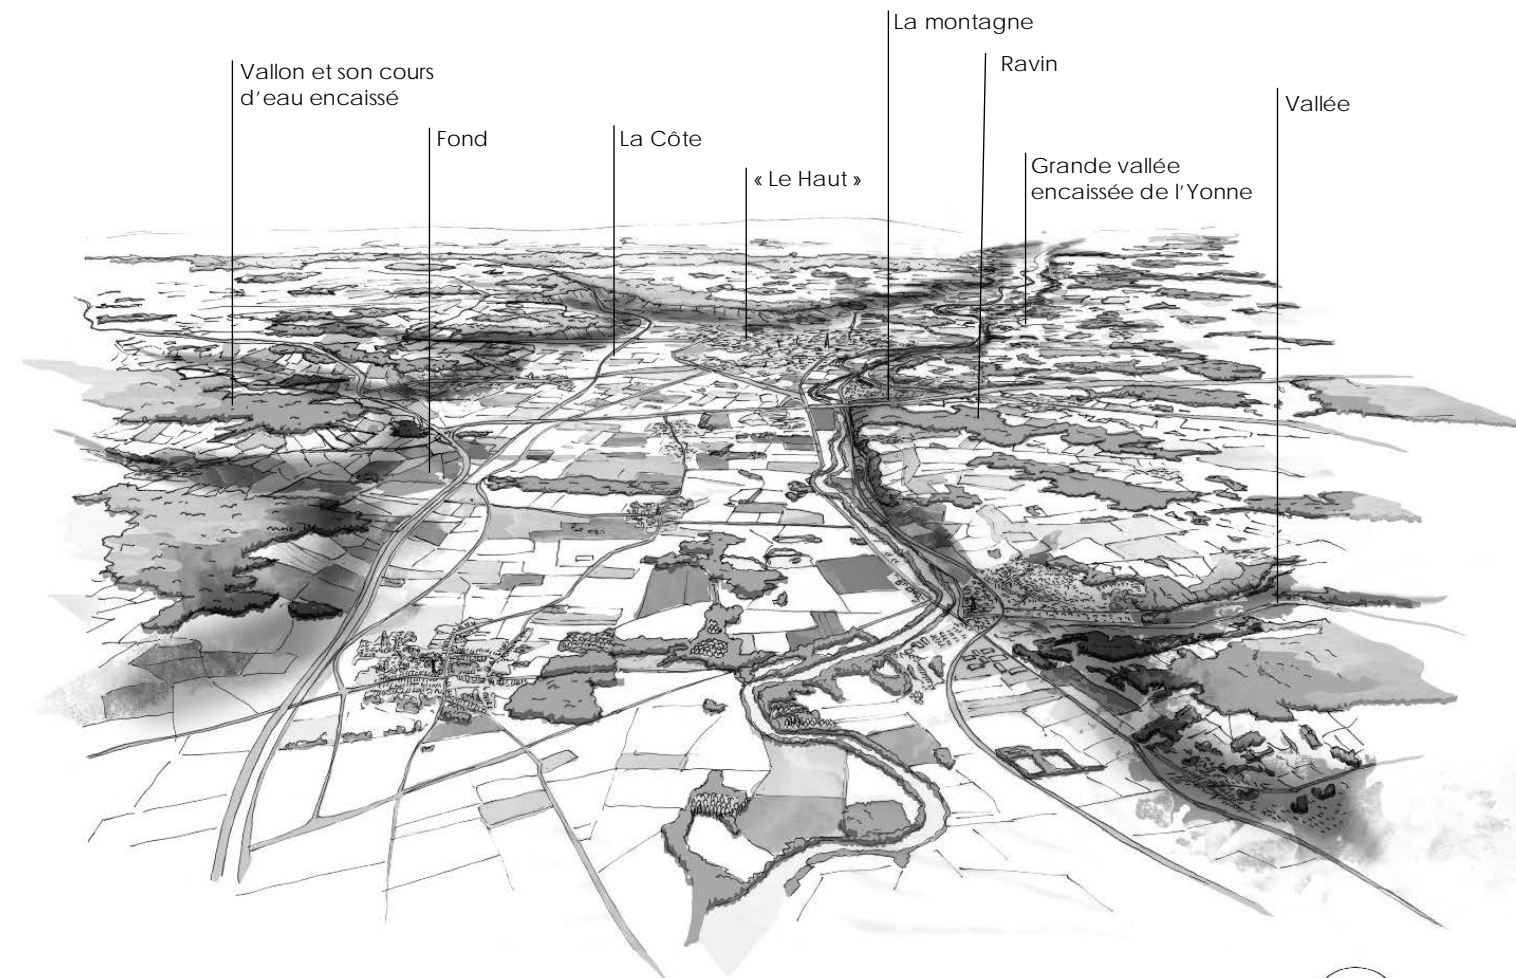 La montagne
Ravin
Vallon et son cours
d'eau encaissé
Vallée
Fond
La Côte
« Le Haut »
Grande vallée
encaissée de l'Yonne